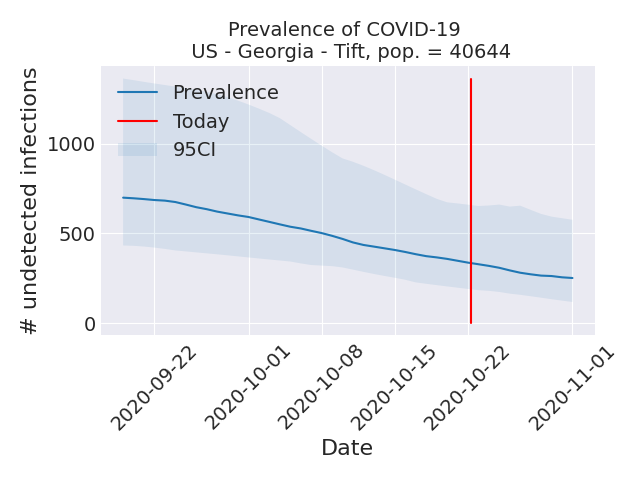 Prevalence of COVID-19
US - Georgia - Tift, pop. = 40644
# undetected infections
1000
500
0
Prevalence
Today
95CI
2020-09-22
2020-10-01
2020-10-08
2020-10-15
2020-10-22
2020-11-01
Date